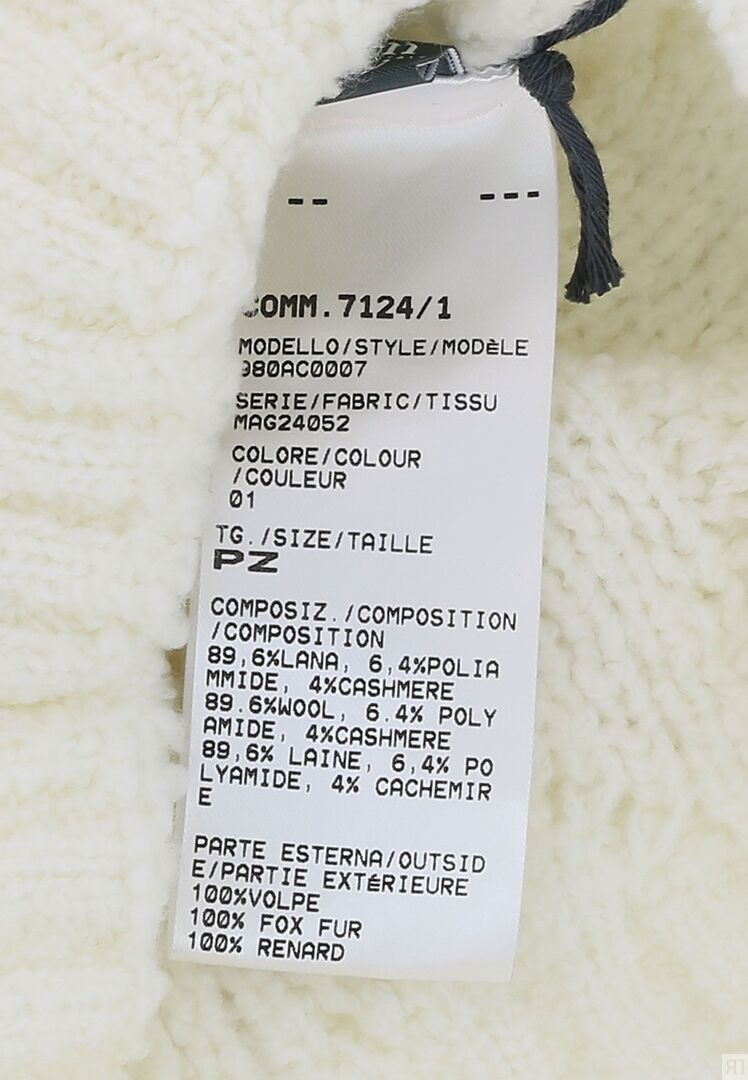 -- ---
COMM.7124/1
MODELLO/STYLE/MODèLE
980AC0007
SERIE/FABRIC/TISSU
MAG24052
COLORE/COLOUR
/COULEUR
01
TG./SIZE/TAILLE
PZ
COMPOSIZ./COMPOSITION
/COMPOSITION
89,6%LANA, 6,4%POLIA
MMIDE, 4%CASHMERE
89.6%WOOL, 6.4% POLY
AMIDE, 4%CASHMERE
89,6% LAINE, 6,4% PO
LYAMIDE, 4% CACHEMIR
E
PARTE ESTERNA/OUTSID
E/PARTIE EXTÉRIEURE
100%VOLPE
100% FOX FUR
100% RENARD